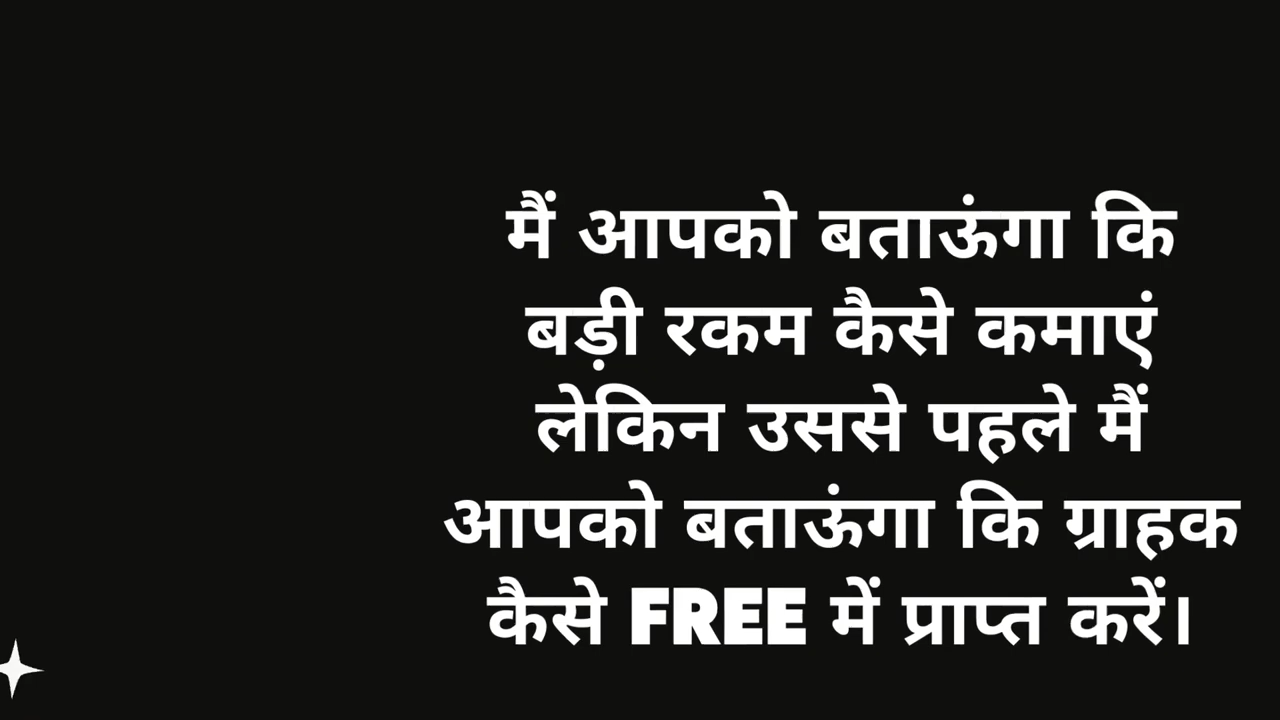 मैं आपको बताऊंगा कि
बड़ी रकम कैसे कमाएं
लेकिन उससे पहले मैं
आपको बताऊंगा कि ग्राहक
कैसे FREE में प्राप्त करें।